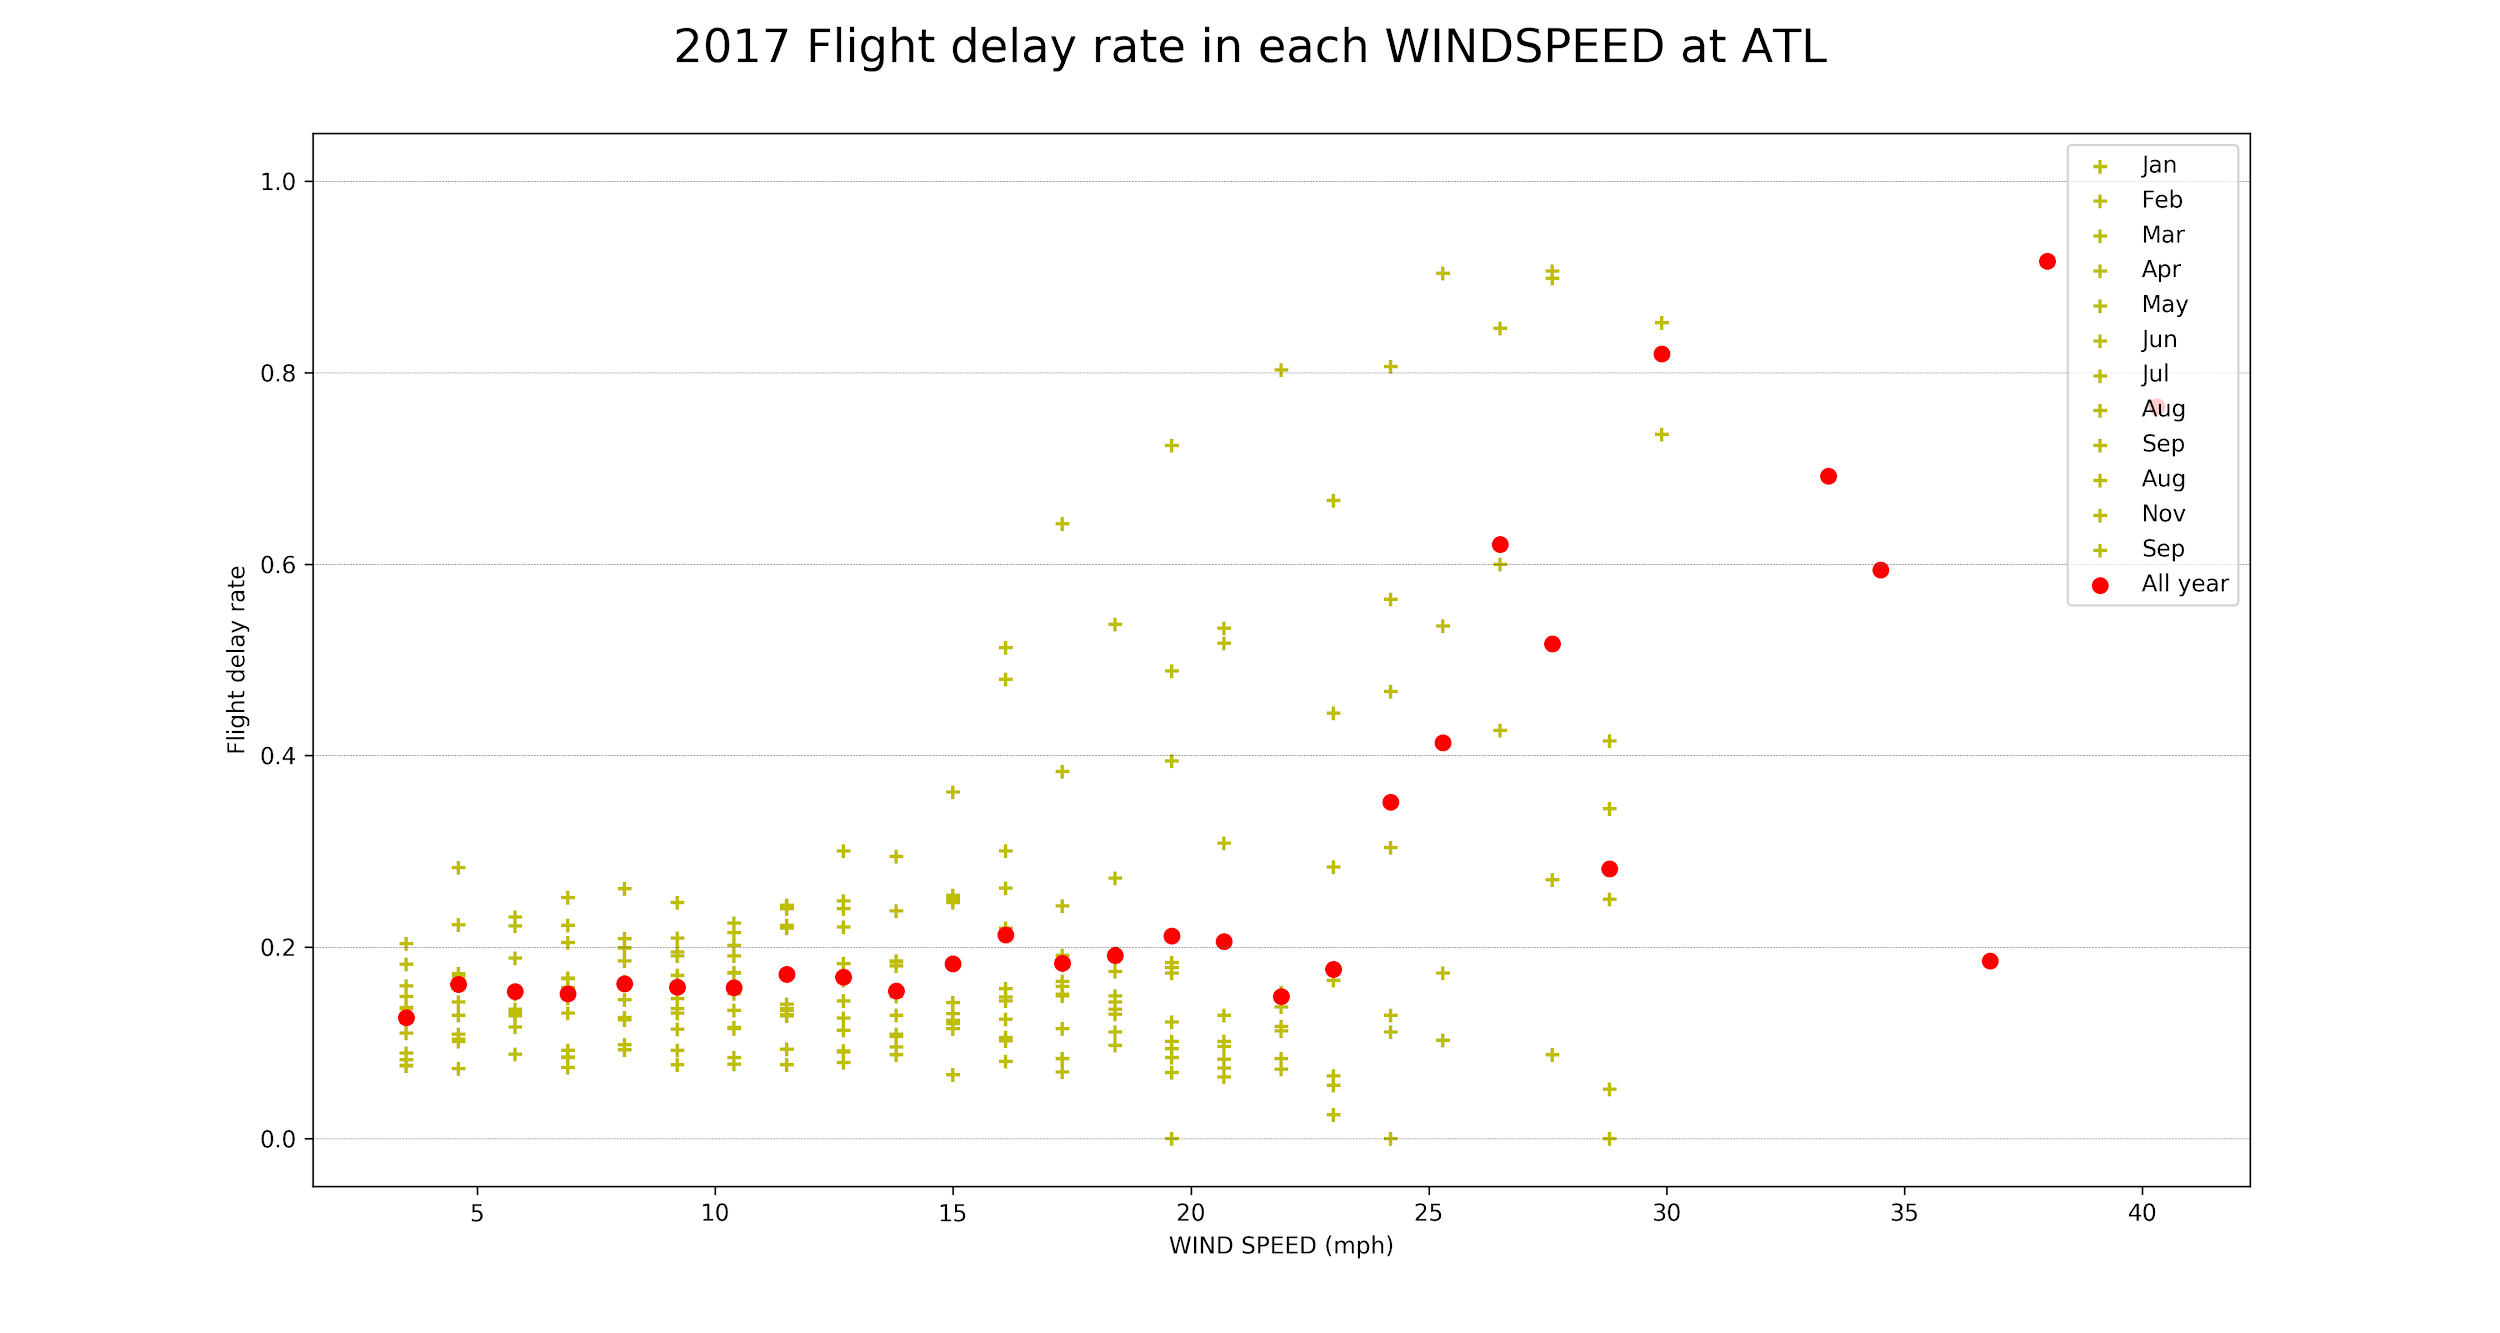 2017 Flight delay rate in each WINDSPEED at ATL
1.0
0.8
0.6
0.4
0.2
0.0
Flight delay rate
5
10
15
20
25
30
35
40
WIND SPEED (mph)
Jan
Feb
Mar
Apr
May
Jun
Jul
Aug
Sep
Aug
Nov
Sep
All year